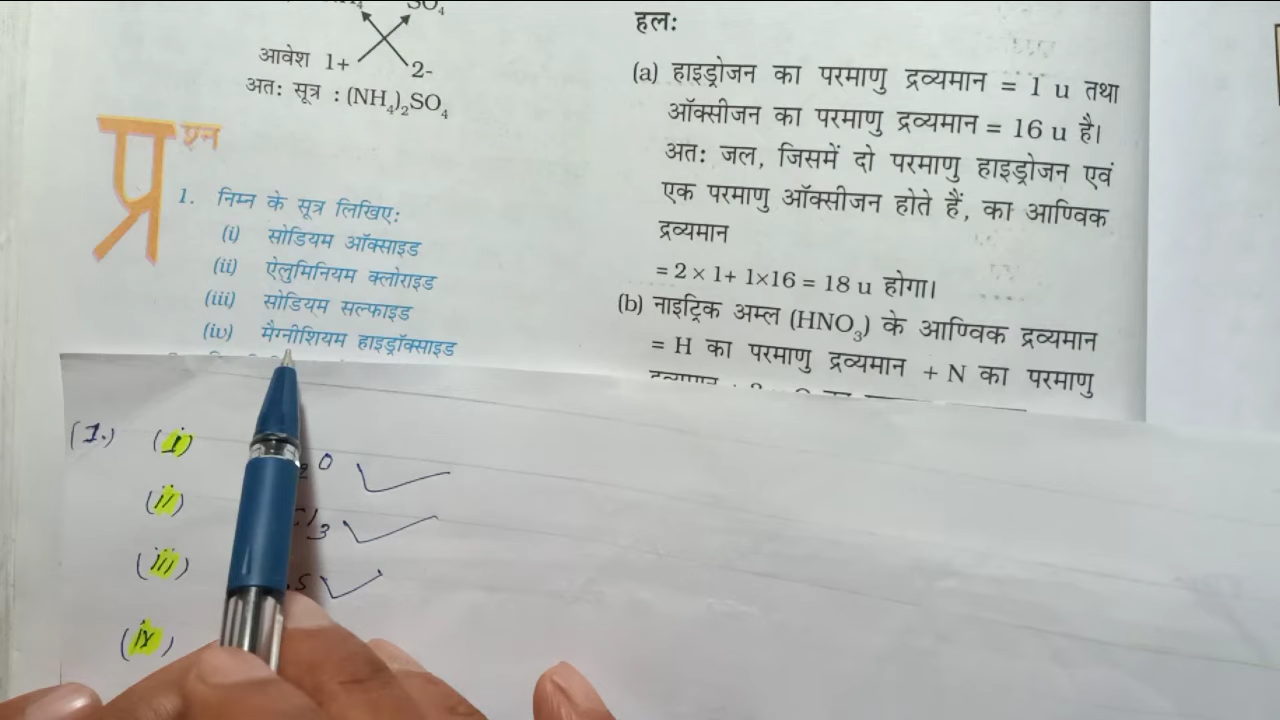 SO₄
आवेश 1+ 2-
अतः सूत्र : (NH₄)₂SO₄
प्रश्न
1. निम्न के सूत्र लिखिए:
(i) सोडियम ऑक्साइड
(ii) ऐलुमिनियम क्लोराइड
(iii) सोडियम सल्फाइड
(iv) मैग्नीशियम हाइड्रॉक्साइड
हल:
(a) हाइड्रोजन का परमाणु द्रव्यमान = 1 u तथा
ऑक्सीजन का परमाणु द्रव्यमान = 16 u है।
अतः जल, जिसमें दो परमाणु हाइड्रोजन एवं
एक परमाणु ऑक्सीजन होते हैं, का आण्विक
द्रव्यमान
= 2 × 1+ 1×16 = 18 u होगा।
(b) नाइट्रिक अम्ल (HNO₃) के आण्विक द्रव्यमान
= H का परमाणु द्रव्यमान + N का परमाणु
(1.) (i) ₂O
(ii) Cl₃
(iii) S
(iv)